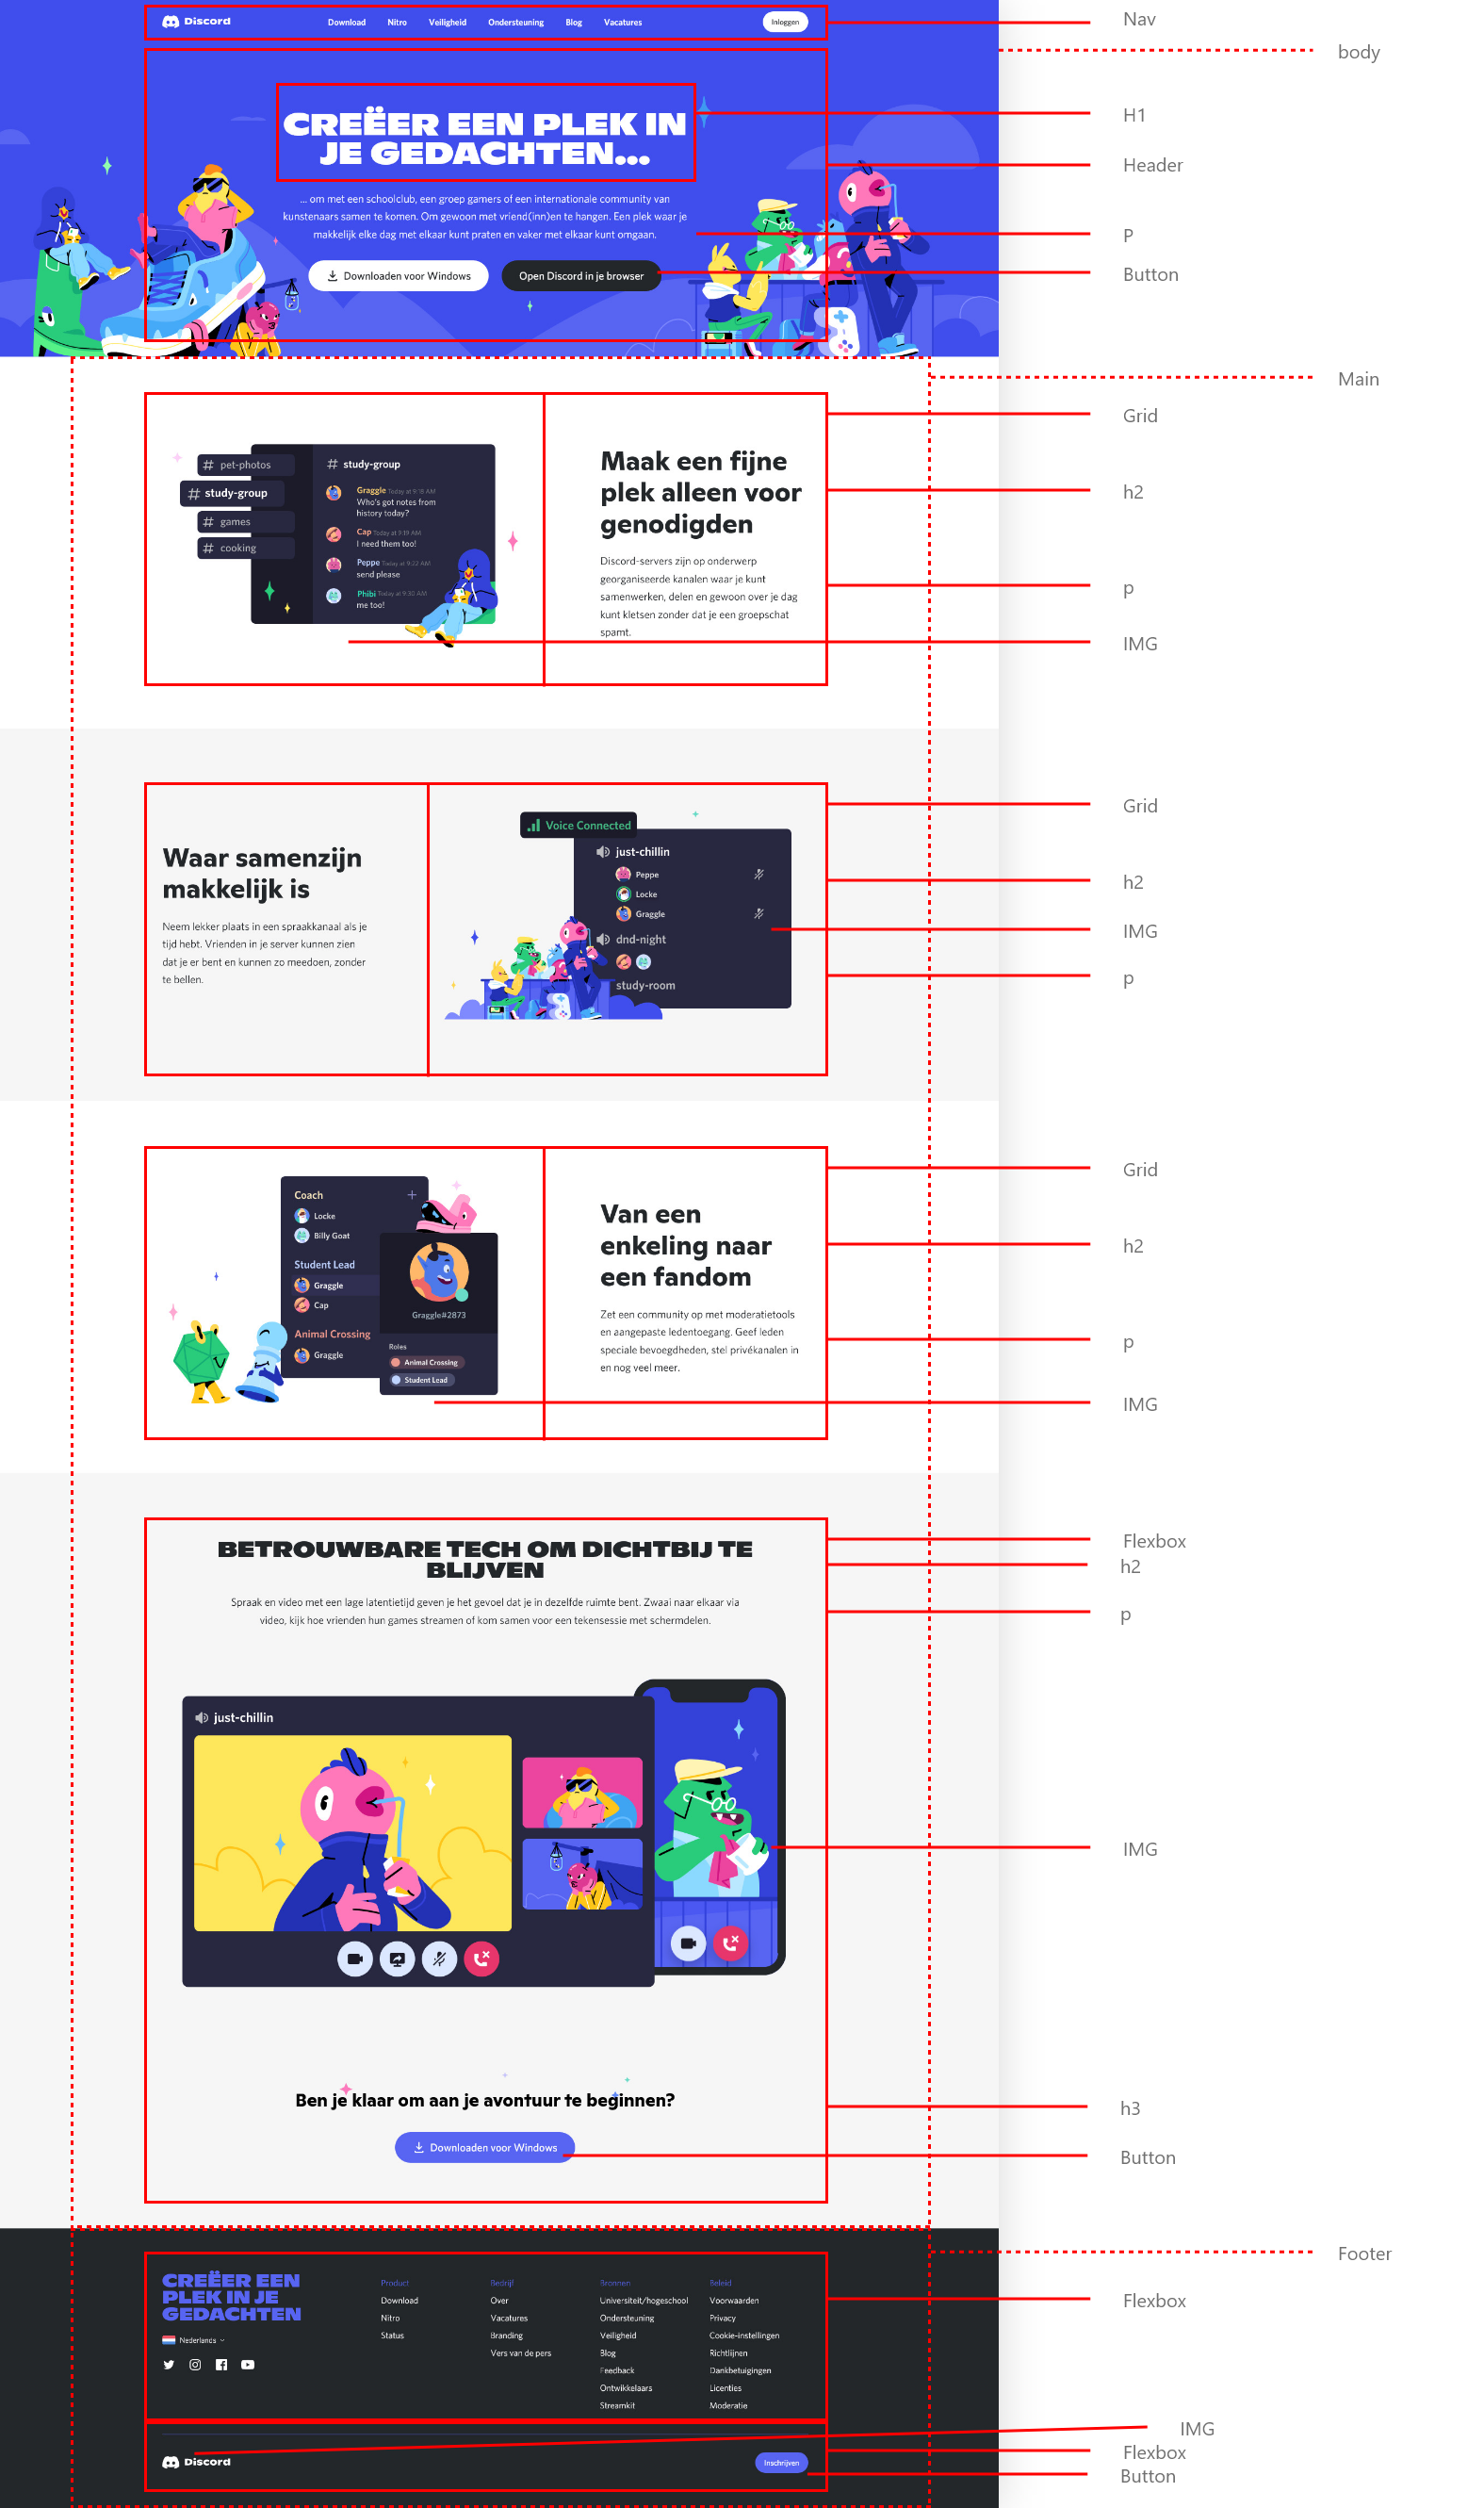 Discord
Download
Nitro
Veiligheid
Ondersteuning
Blog
Vacatures
Inloggen
Nav
body
CREËER EEN PLEK IN
JE GEDACHTEN...
H1
Header
... om met een schoolclub, een groep gamers of een internationale community van
kunstenaars samen te komen. Om gewoon met vriend(inn)en te hangen. Een plek waar je
makkelijk elke dag met elkaar kunt praten en vaker met elkaar kunt omgaan.
P
Downloaden voor Windows
Open Discord in je browser
Button
Main
Grid
# pet-photos
# study-group
# games
# cooking
# study-group
Graggle Today at 9:18 AM
Who's got notes from
history today?
Cap Today at 9:19 AM
I need them too!
Peppe Today at 9:22 AM
send please
Phibi Today at 9:30 AM
me too!
Maak een fijne
plek alleen voor
genodigden
h2
Discord-servers zijn op onderwerp
georganiseerde kanalen waar je kunt
samenwerken, delen en gewoon over je dag
kunt kletsen zonder dat je een groepschat
spamt.
p
IMG
Grid
Waar samenzijn
makkelijk is
Neem lekker plaats in een spraakkanaal als je
tijd hebt. Vrienden in je server kunnen zien
dat je er bent en kunnen zo meedoen, zonder
te bellen.
Voice Connected
just-chillin
Peppe
Locke
Graggle
dnd-night
study-room
h2
IMG
p
Grid
Coach
Locke
Billy Goat
Student Lead
Graggle
Cap
Animal Crossing
Graggle
Graggle#2873
Roles
Animal Crossing
Student Lead
Van een
enkeling naar
een fandom
h2
Zet een community op met moderatietools
en aangepaste ledentoegang. Geef leden
speciale bevoegdheden, stel privékanalen in
en nog veel meer.
p
IMG
BETROUWBARE TECH OM DICHTBIJ TE
BLIJVEN
Flexbox
h2
Spraak en video met een lage latentietijd geven je het gevoel dat je in dezelfde ruimte bent. Zwaai naar elkaar via
video, kijk hoe vrienden hun games streamen of kom samen voor een tekensessie met schermdelen.
p
just-chillin
IMG
Ben je klaar om aan je avontuur te beginnen?
h3
Downloaden voor Windows
Button
Footer
Flexbox
CREËER EEN
PLEK IN JE
GEDACHTEN
Nederlands
Product
Download
Nitro
Status
Bedrijf
Over
Vacatures
Branding
Vers van de pers
Bronnen
Universiteit/hogeschool
Ondersteuning
Veiligheid
Blog
Feedback
Ontwikkelaars
Streamkit
Beleid
Voorwaarden
Privacy
Cookie-instellingen
Richtlijnen
Dankbetuigingen
Licenties
Moderatie
IMG
Discord
Inschrijven
Flexbox
Button